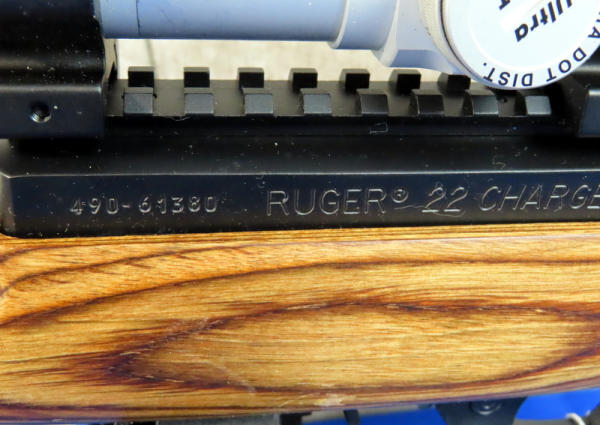 Ultra
DOT DIST.
490-61380 RUGER® 22 CHARGE